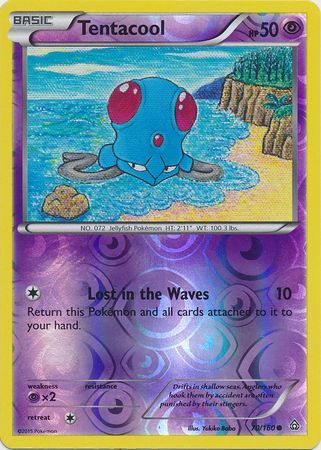 BASIC
Tentacool
HP50
NO. 072 Jellyfish Pokémon HT: 2'11" WT: 100.3 lbs.
Lost in the Waves 10
Return this Pokémon and all cards attached to it to
your hand.
weakness resistance
×2
retreat
Drifts in shallow seas. Anglers who
hook them by accident are often
punished by their stingers.
©2015 Pokémon
Illus. Yukiko Baba
70/160